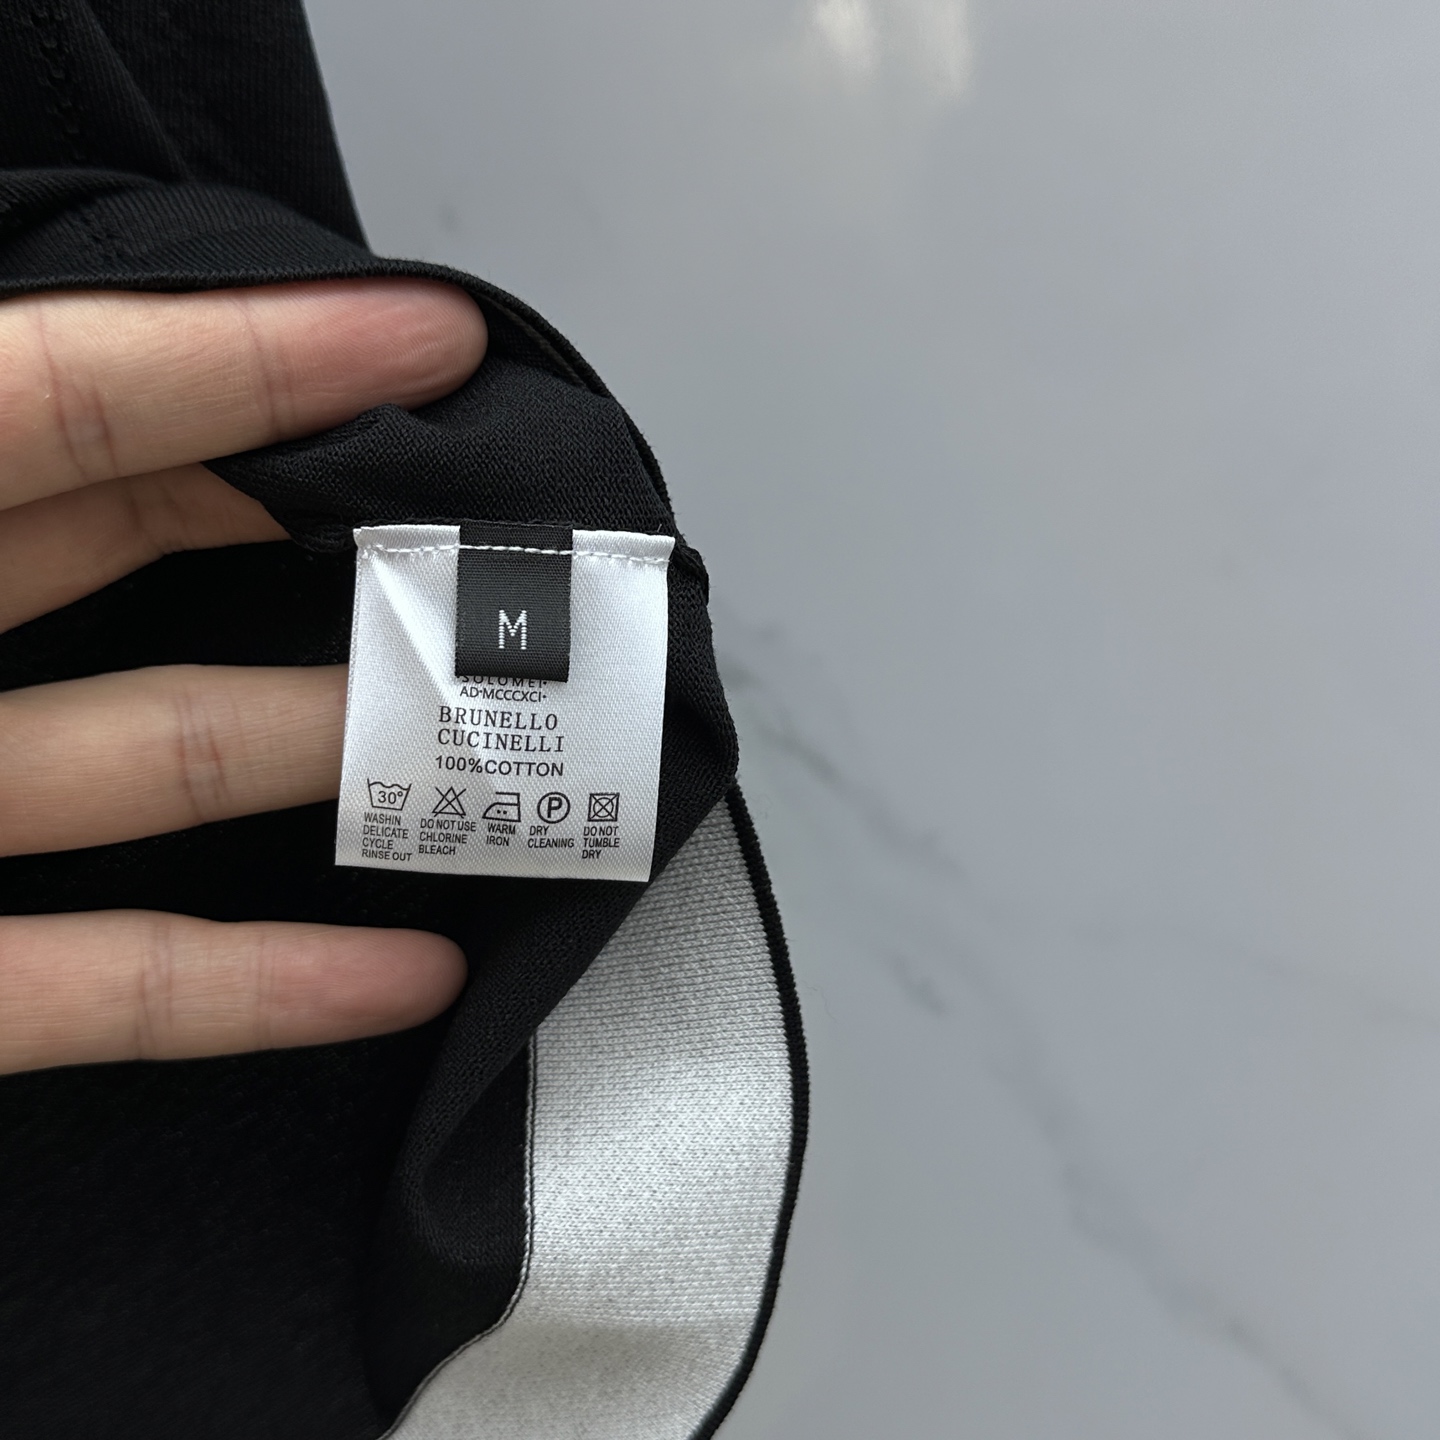 M
SOLOMEI·
AD·MCCCXCI·
BRUNELLO
CUCINELLI
100%COTTON
30°
WASHIN
DELICATE
CYCLE
RINSE OUT
DO NOT USE
CHLORINE
BLEACH
WARM
IRON
P
DRY
CLEANING
DO NOT
TUMBLE
DRY